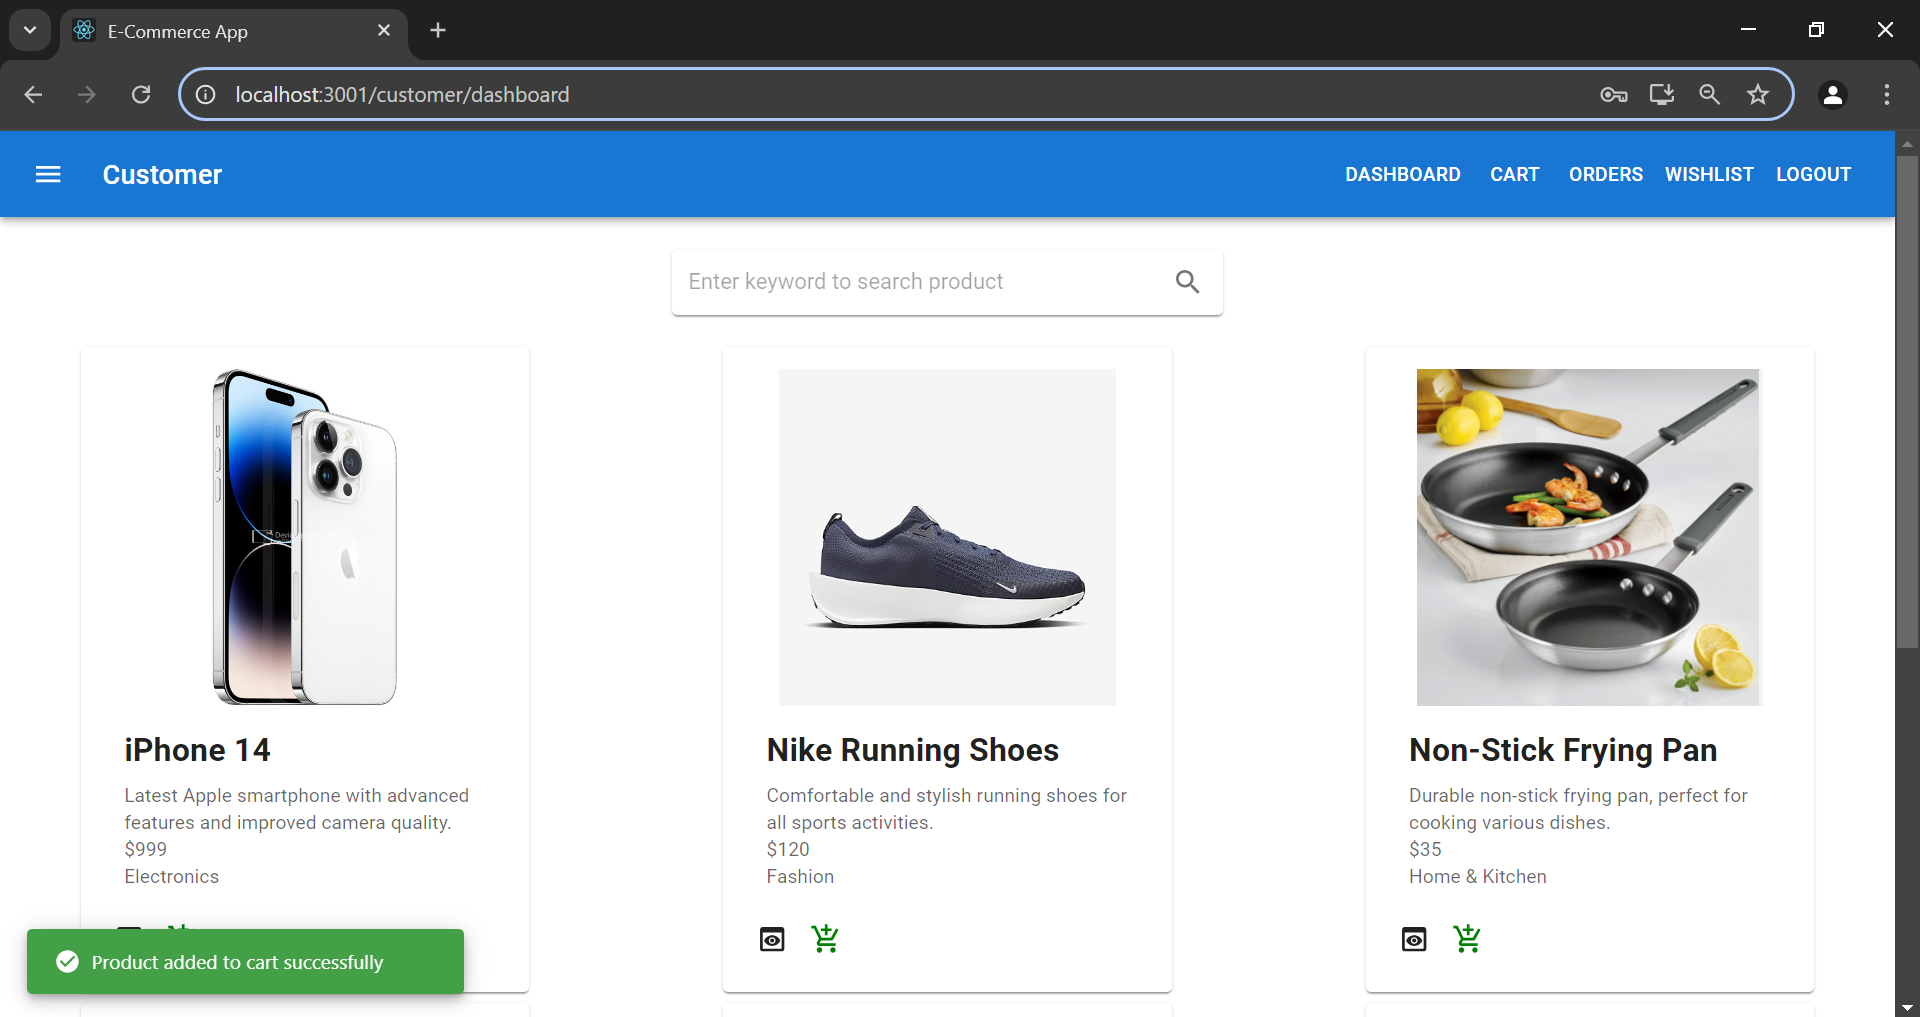 E-Commerce App
localhost:3001/customer/dashboard
Customer
DASHBOARD CART ORDERS WISHLIST LOGOUT
Enter keyword to search product
iPhone 14
Latest Apple smartphone with advanced
features and improved camera quality.
$999
Electronics
Nike Running Shoes
Comfortable and stylish running shoes for
all sports activities.
$120
Fashion
Non-Stick Frying Pan
Durable non-stick frying pan, perfect for
cooking various dishes.
$35
Home & Kitchen
Product added to cart successfully